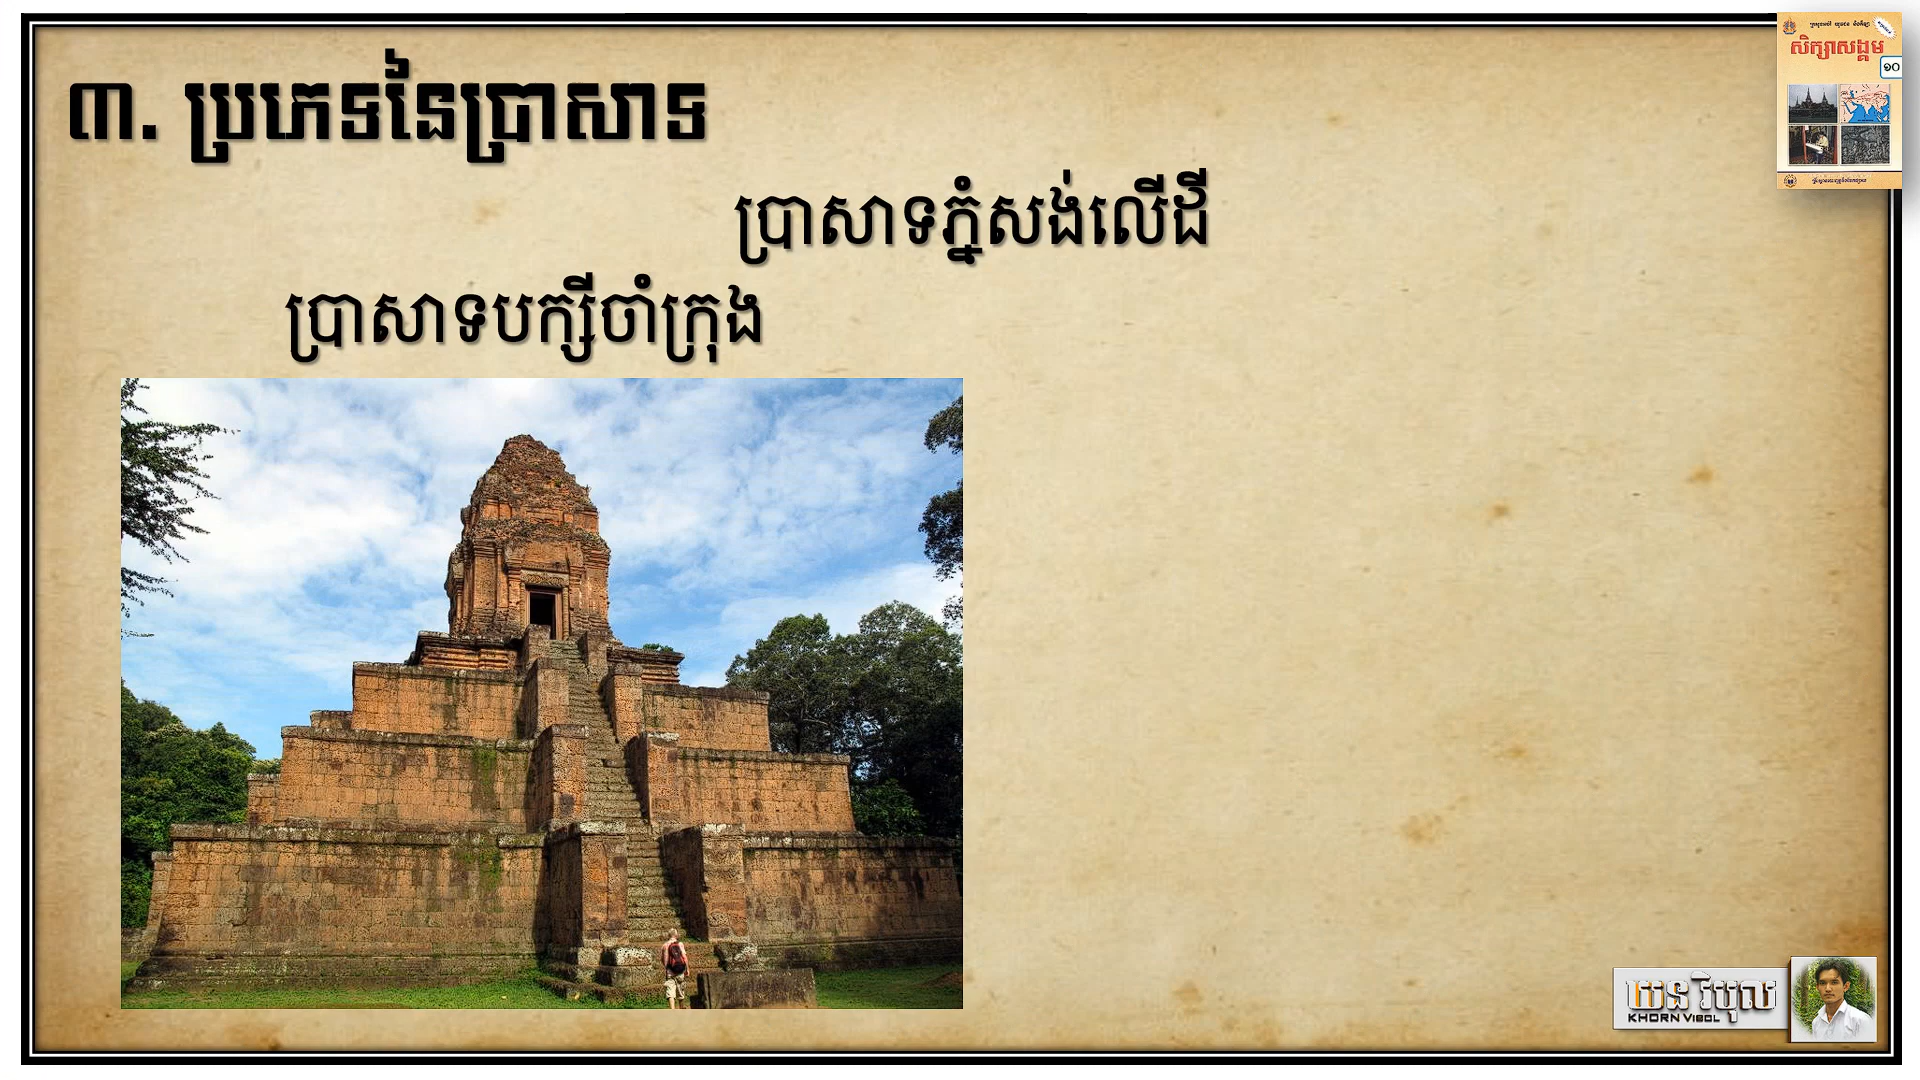 ៣. ប្រភេទនៃប្រាសាទ
ប្រាសាទភ្នំសង់លើដី
ប្រាសាទបក្សីចាំក្រុង
សិក្សាសង្គម
១០
ឃន វិបុល
KHORN VIBOL